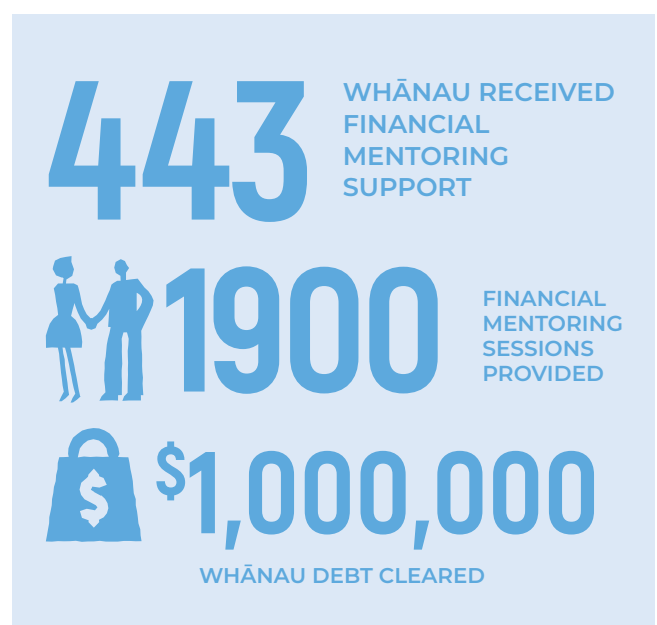 443
WHĀNAU RECEIVED
FINANCIAL
MENTORING
SUPPORT
1900
FINANCIAL
MENTORING
SESSIONS
PROVIDED
$
$1,000,000
WHĀNAU DEBT CLEARED